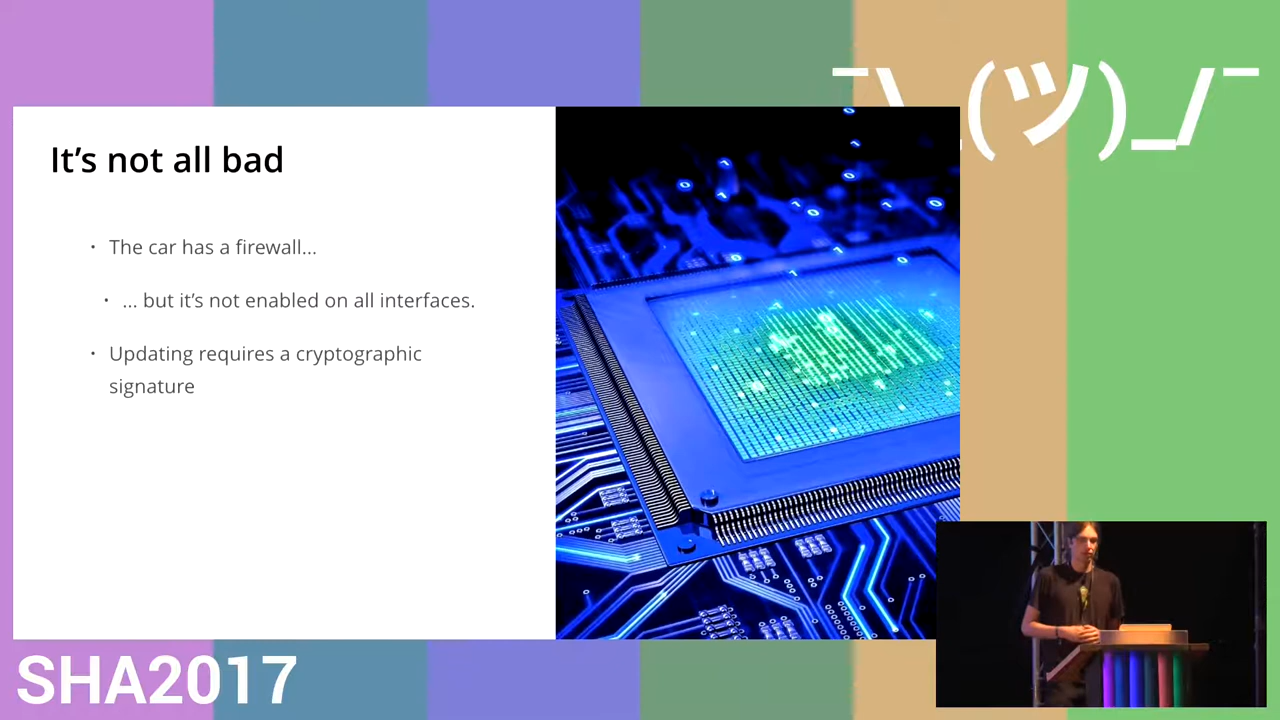 ¯\_(ツ)_/¯
It's not all bad
• The car has a firewall...
• ... but it's not enabled on all interfaces.
• Updating requires a cryptographic
signature
SHA2017